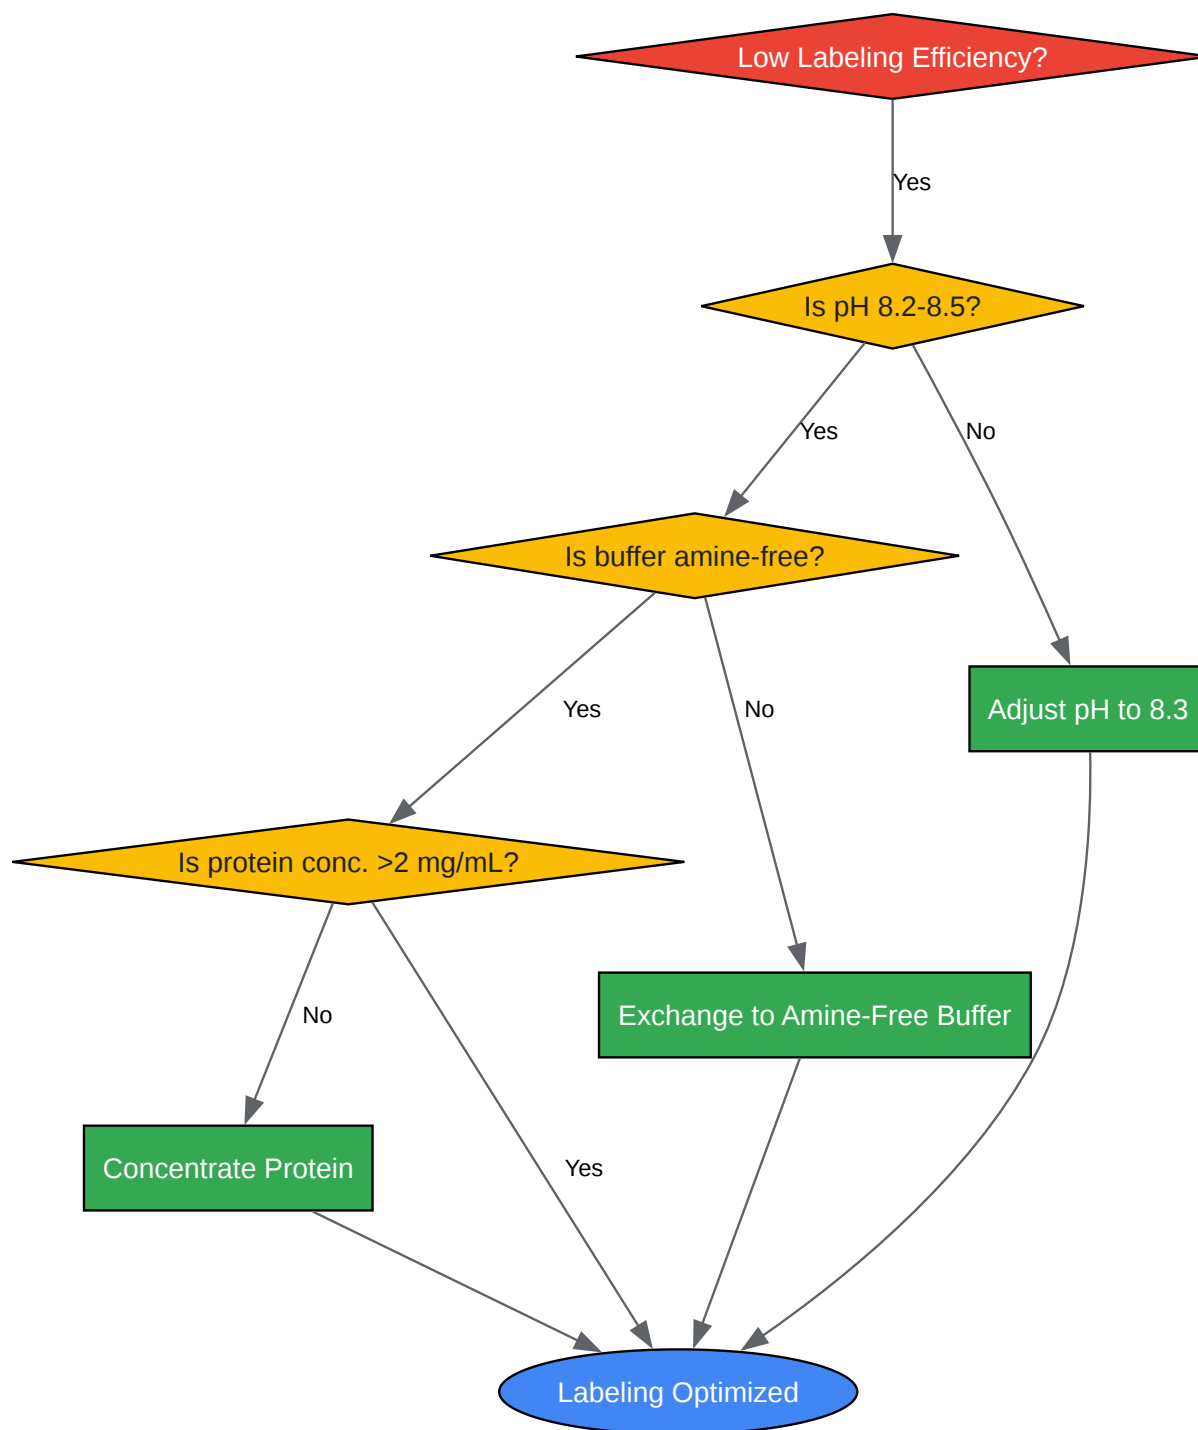 Low Labeling Efficiency?
Yes
Is pH 8.2-8.5?
Yes
No
Is buffer amine-free?
Yes
No
Adjust pH to 8.3
Is protein conc. >2 mg/mL?
No
Exchange to Amine-Free Buffer
Concentrate Protein
Yes
Labeling Optimized